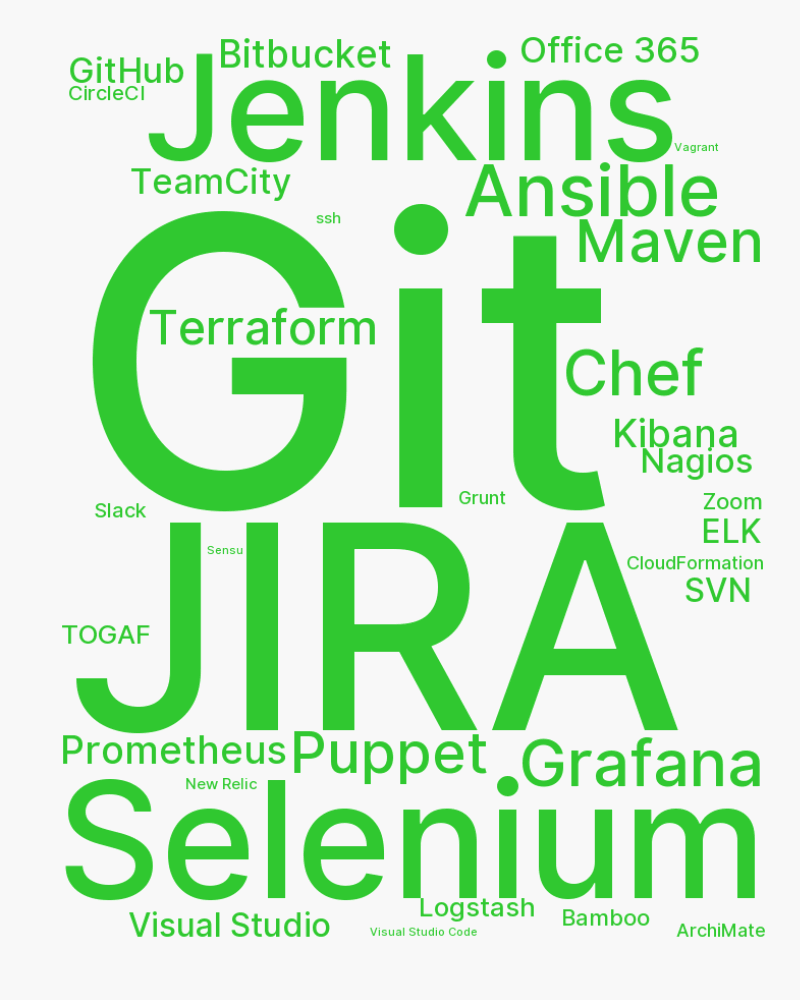 Bitbucket
Office 365
GitHub
Jenkins
CircleCI
Vagrant
TeamCity
Ansible
ssh
Maven
Git
Terraform
Chef
Kibana
Nagios
Grunt
Zoom
Slack
ELK
Sensu
CloudFormation
SVN
JIRA
TOGAF
Prometheus
Puppet
Grafana
New Relic
Selenium
Logstash
Bamboo
Visual Studio
Visual Studio Code
ArchiMate